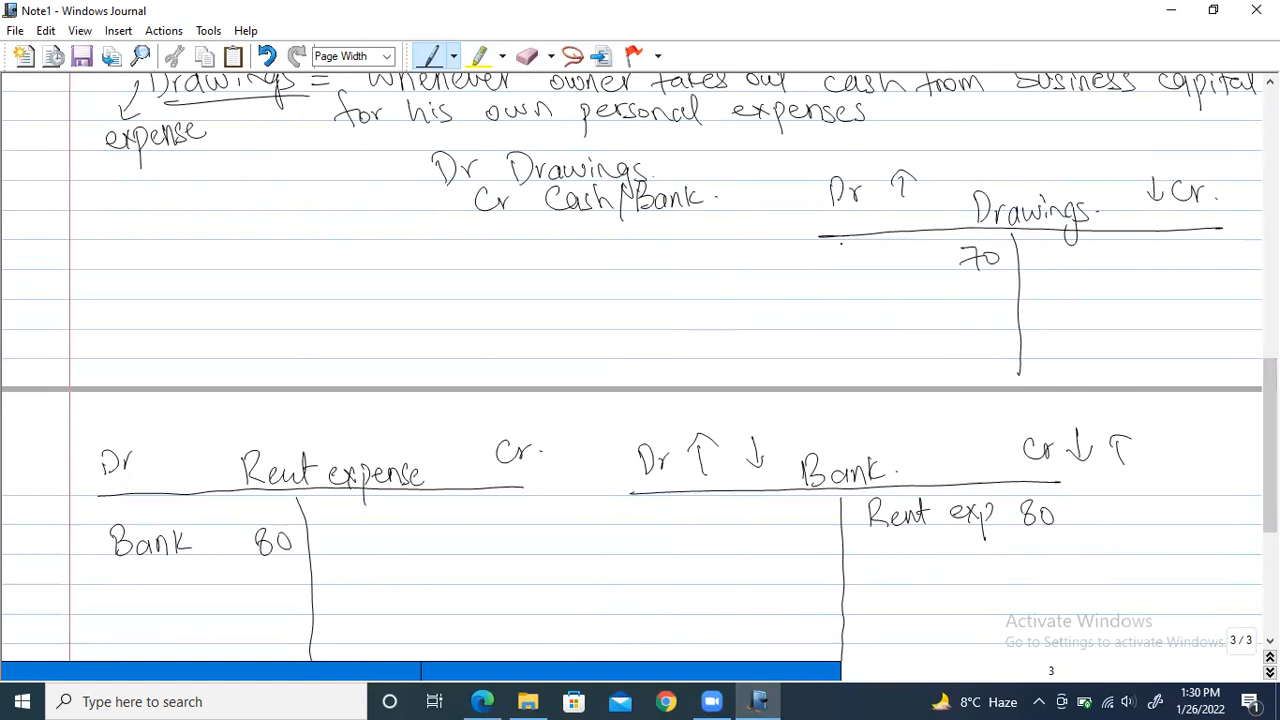 Note1 - Windows Journal
File Edit View Insert Actions Tools Help
Page Width
Drawings = Whenever owner takes out cash from business capital
for his own personal expenses
expense
Dr Drawings.
Cr Cash/Bank.
Dr ↑ Drawings. ↓ Cr.
70
Dr Rent expense Cr.
Bank 80
Dr ↑ ↓ Bank. Cr ↓ ↑
Rent exp 80
Activate Windows
Go to Settings to activate Windows.
3 / 3
3
Type here to search
8°C Haze
1:30 PM
1/26/2022
1